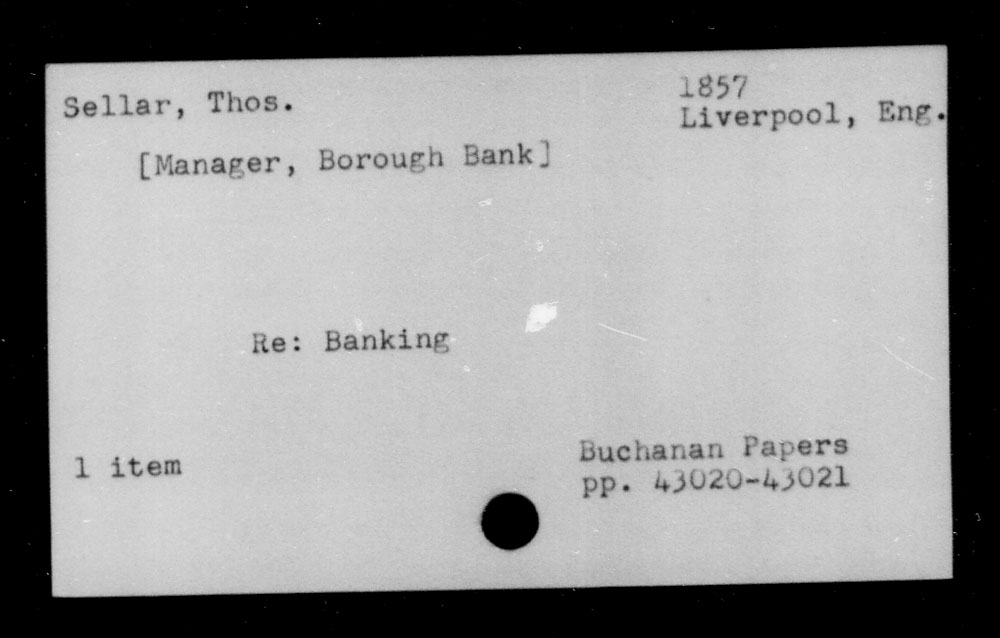 Sellar, Thos.
1857
Liverpool, Eng.
[Manager, Borough Bank]
Re: Banking
1 item
Buchanan Papers
pp. 43020-43021